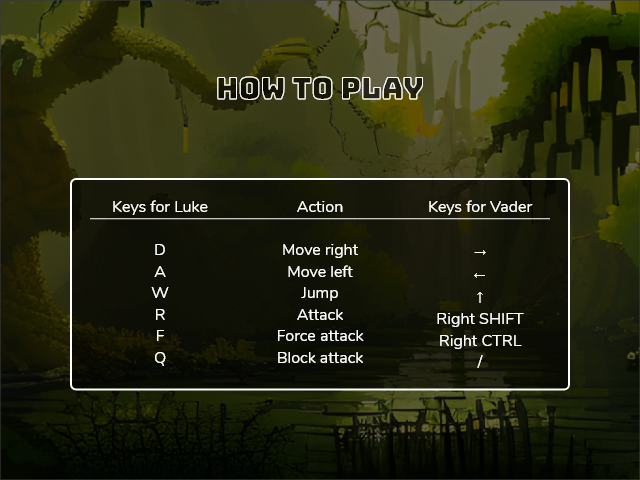 HOW TO PLAY
Keys for Luke Action Keys for Vader
D Move right →
A Move left ←
W Jump ↑
R Attack Right SHIFT
F Force attack Right CTRL
Q Block attack /